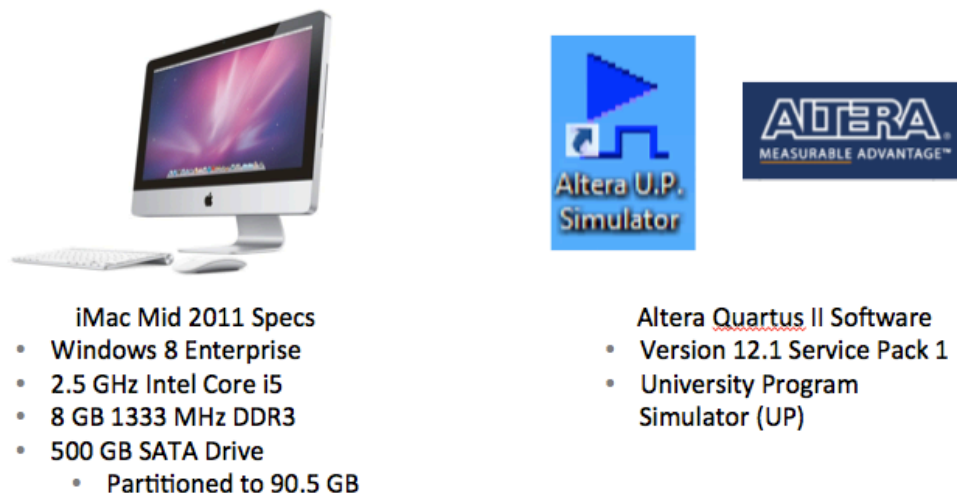 Altera U.P.
Simulator
ALTERA.
MEASURABLE ADVANTAGE™
iMac Mid 2011 Specs
• Windows 8 Enterprise
• 2.5 GHz Intel Core i5
• 8 GB 1333 MHz DDR3
• 500 GB SATA Drive
• Partitioned to 90.5 GB
Altera Quartus II Software
• Version 12.1 Service Pack 1
• University Program
Simulator (UP)